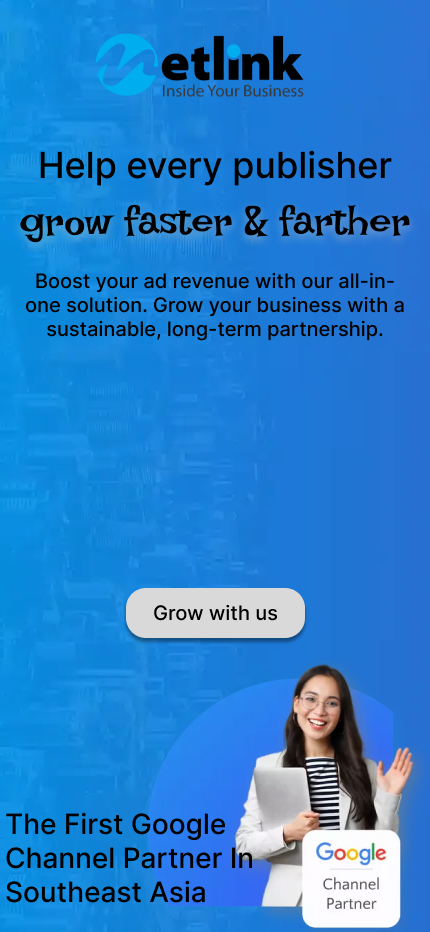 netlink
Inside Your Business
Help every publisher
grow faster & farther
Boost your ad revenue with our all-in-
one solution. Grow your business with a
sustainable, long-term partnership.
Grow with us
The First Google
Channel Partner In
Southeast Asia
Google
Channel
Partner